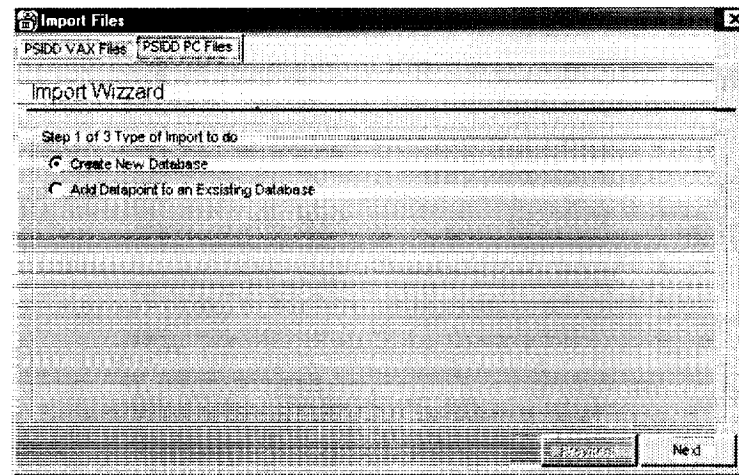 Import Files
PSIDD VAX Files PSIDD PC Files
Import Wizzard
Step 1 of 3 Type of Import to do
Create New Database
Add Datapoint to an Exsisting Database
Previous Next